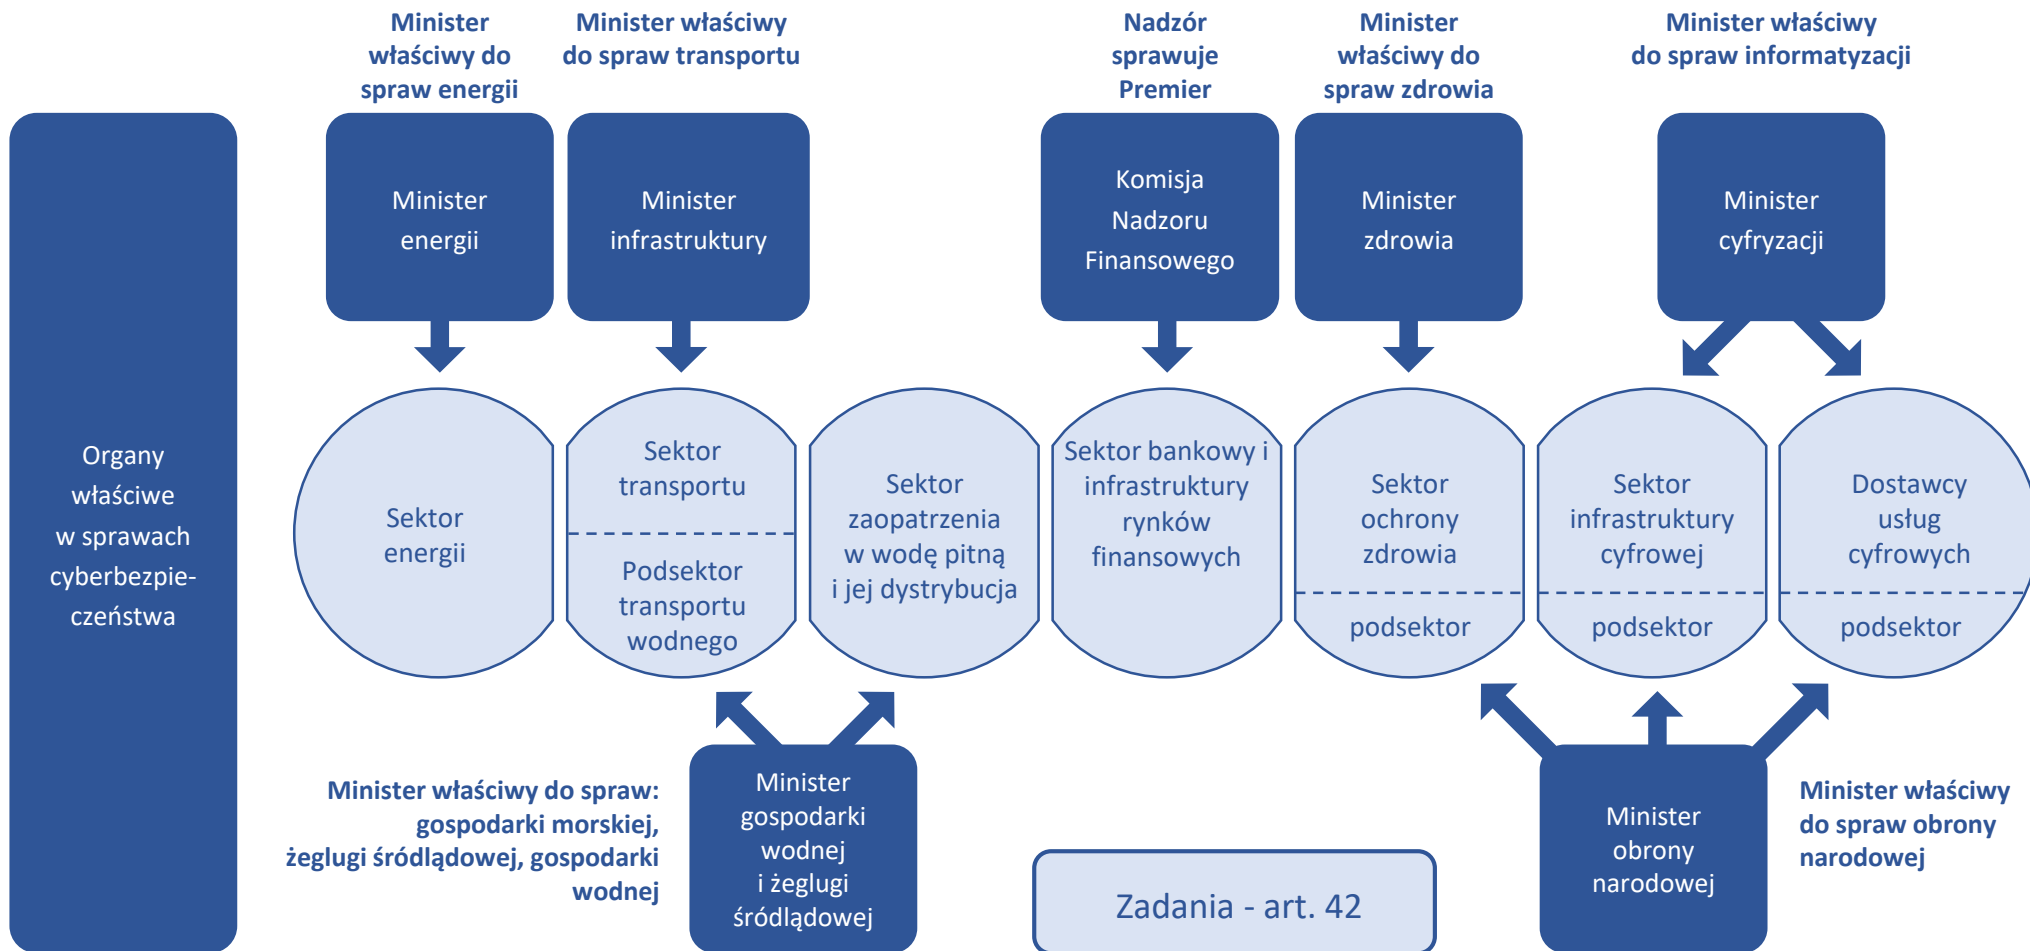 Minister
właściwy do
spraw energii
Minister właściwy
do spraw transportu
Nadzór
sprawuje
Premier
Minister
właściwy do
spraw zdrowia
Minister właściwy
do spraw informatyzacji
Minister
energii
Minister
infrastruktury
Komisja
Nadzoru
Finansowego
Minister
zdrowia
Minister
cyfryzacji
Organy
właściwe
w sprawach
cyberbezpie-
czeństwa
Sektor
energii
Sektor
transportu
Podsektor
transportu
wodnego
Sektor
zaopatrzenia
w wodę pitną
i jej dystrybucja
Sektor bankowy i
infrastruktury
rynków
finansowych
Sektor
ochrony
zdrowia
podsektor
Sektor
infrastruktury
cyfrowej
podsektor
Dostawcy
usług
cyfrowych
podsektor
Minister właściwy do spraw:
gospodarki morskiej,
żeglugi śródlądowej, gospodarki
wodnej
Minister
gospodarki
wodnej
i żeglugi
śródlądowej
Zadania - art. 42
Minister
obrony
narodowej
Minister właściwy
do spraw obrony
narodowej